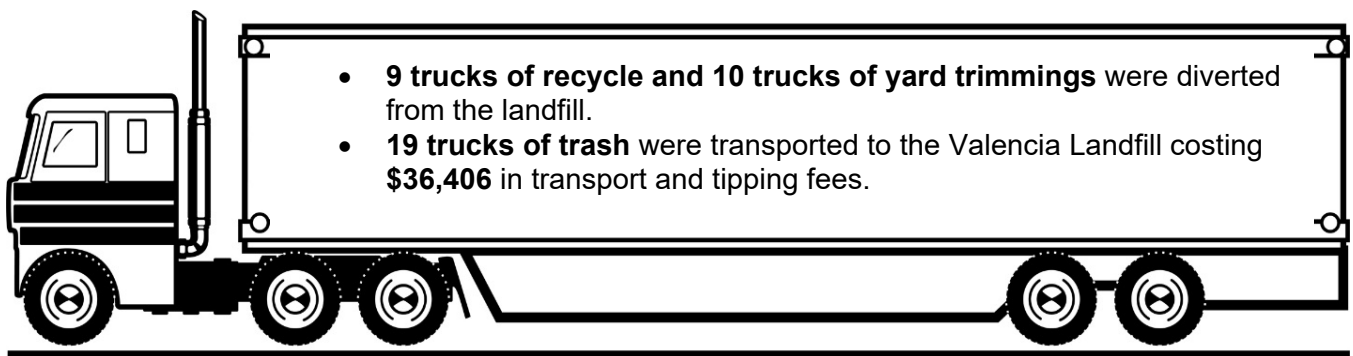 • 9 trucks of recycle and 10 trucks of yard trimmings were diverted
from the landfill.
• 19 trucks of trash were transported to the Valencia Landfill costing
$36,406 in transport and tipping fees.